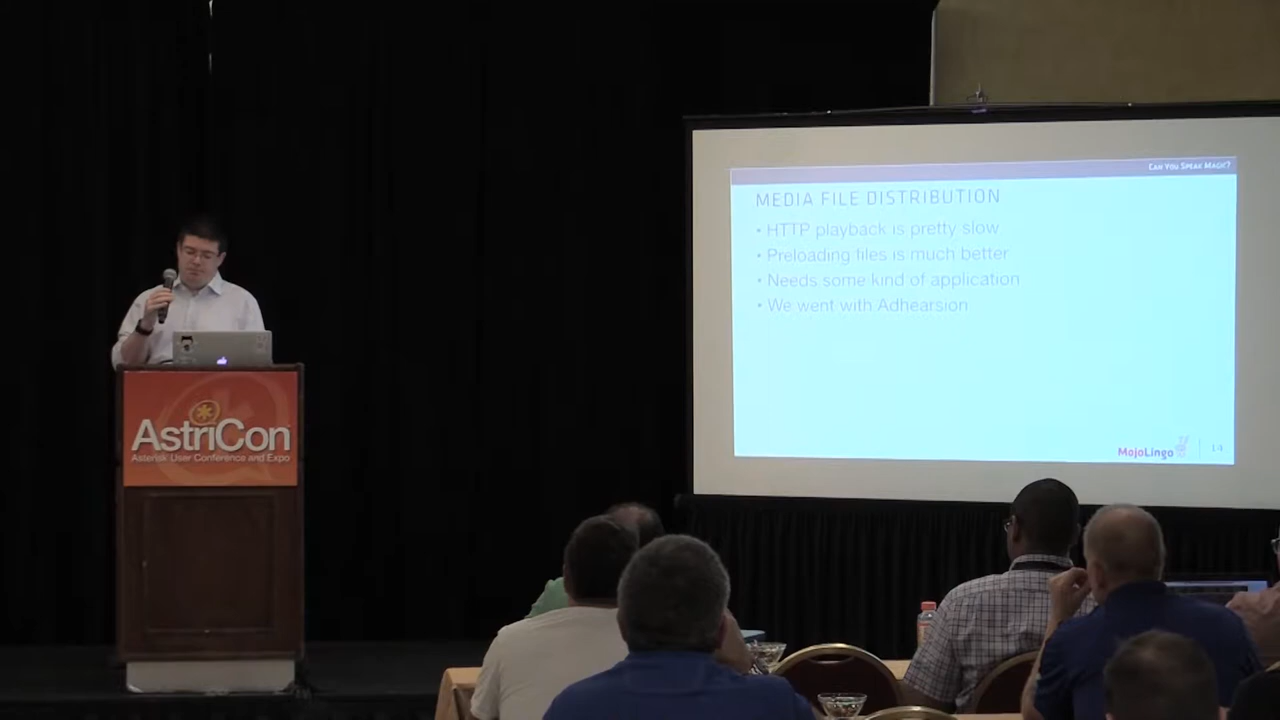 CAN YOU SPEAK MAGIC?
MEDIA FILE DISTRIBUTION
• HTTP playback is pretty slow
• Preloading files is much better
• Needs some kind of application
• We went with Adhearsion
MojoLingo
14
AstriCon
Asterisk User Conference and Expo